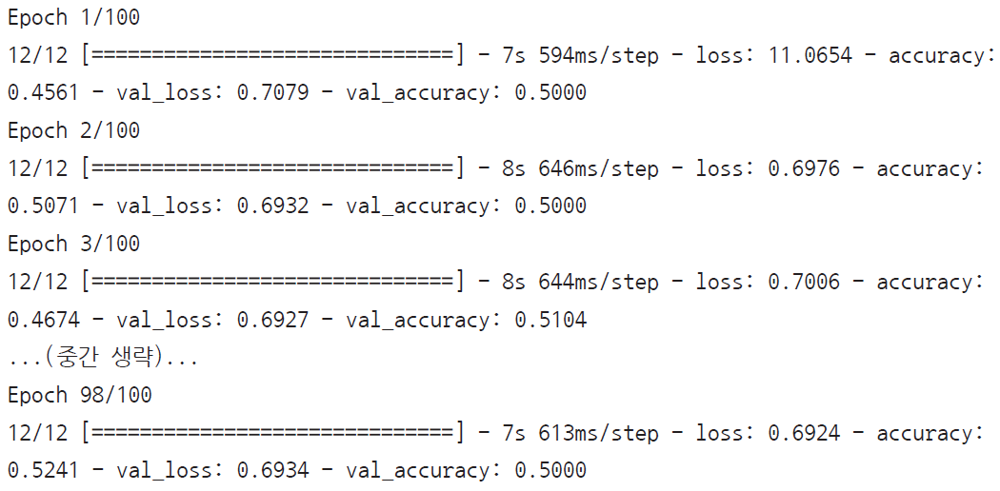 Epoch 1/100
12/12 [==============================] - 7s 594ms/step - loss: 11.0654 - accuracy:
0.4561 - val_loss: 0.7079 - val_accuracy: 0.5000
Epoch 2/100
12/12 [==============================] - 8s 646ms/step - loss: 0.6976 - accuracy:
0.5071 - val_loss: 0.6932 - val_accuracy: 0.5000
Epoch 3/100
12/12 [==============================] - 8s 644ms/step - loss: 0.7006 - accuracy:
0.4674 - val_loss: 0.6927 - val_accuracy: 0.5104
...(중간 생략)...
Epoch 98/100
12/12 [==============================] - 7s 613ms/step - loss: 0.6924 - accuracy:
0.5241 - val_loss: 0.6934 - val_accuracy: 0.5000